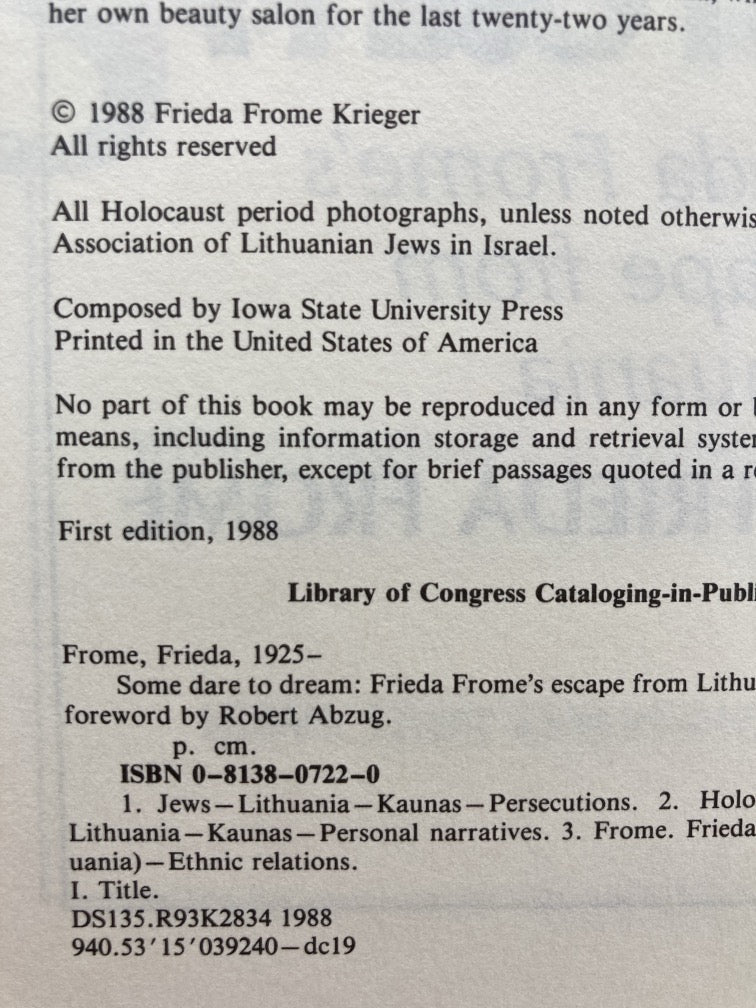 her own beauty salon for the last twenty-two years.
© 1988 Frieda Frome Krieger
All rights reserved
All Holocaust period photographs, unless noted otherwis
Association of Lithuanian Jews in Israel.
Composed by Iowa State University Press
Printed in the United States of America
No part of this book may be reproduced in any form or
means, including information storage and retrieval syste
from the publisher, except for brief passages quoted in a r
First edition, 1988
Library of Congress Cataloging-in-Publi
Frome, Frieda, 1925–
Some dare to dream: Frieda Frome's escape from Lithu
foreword by Robert Abzug.
p. cm.
ISBN 0–8138–0722–0
1. Jews—Lithuania—Kaunas—Persecutions. 2. Holo
Lithuania—Kaunas—Personal narratives. 3. Frome. Frieda
uania)—Ethnic relations.
I. Title.
DS135.R93K2834 1988
940.53′15′039240—dc19